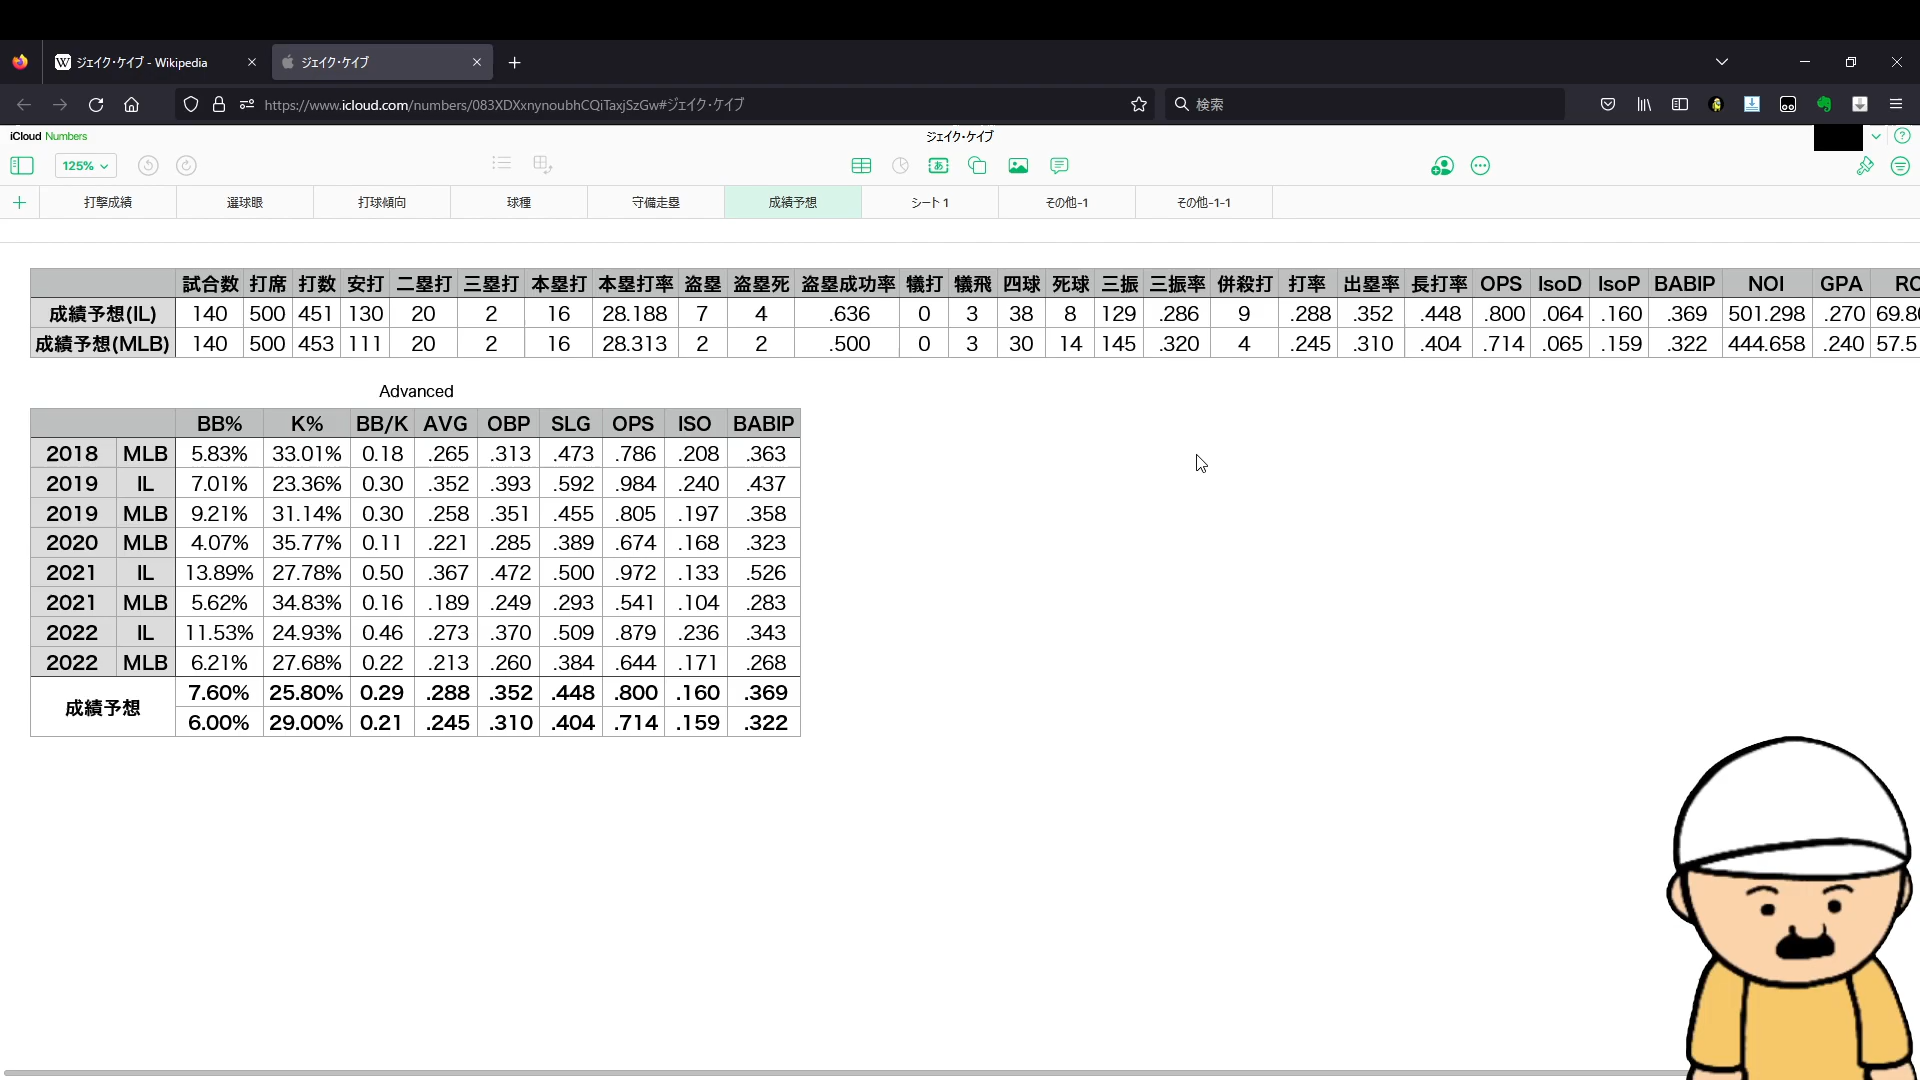 ジェイク・ケイブ - Wikipedia
ジェイク・ケイブ
https://www.icloud.com/numbers/083XDXxnynoubhCQiTaxjSzGw#ジェイク・ケイブ
検索
iCloud Numbers
ジェイク・ケイブ
125%
打撃成績 選球眼 打球傾向 球種 守備走塁 成績予想 シート 1 その他-1 その他-1-1
試合数 打席 打数 安打 二塁打 三塁打 本塁打 本塁打率 盗塁 盗塁死 盗塁成功率 犠打 犠飛 四球 死球 三振 三振率 併殺打 打率 出塁率 長打率 OPS IsoD IsoP BABIP NOI GPA RC
成績予想(IL) 140 500 451 130 20 2 16 28.188 7 4 .636 0 3 38 8 129 .286 9 .288 .352 .448 .800 .064 .160 .369 501.298 .270 69.80
成績予想(MLB) 140 500 453 111 20 2 16 28.313 2 2 .500 0 3 30 14 145 .320 4 .245 .310 .404 .714 .065 .159 .322 444.658 .240 57.5
Advanced
BB% K% BB/K AVG OBP SLG OPS ISO BABIP
2018 MLB 5.83% 33.01% 0.18 .265 .313 .473 .786 .208 .363
2019 IL 7.01% 23.36% 0.30 .352 .393 .592 .984 .240 .437
2019 MLB 9.21% 31.14% 0.30 .258 .351 .455 .805 .197 .358
2020 MLB 4.07% 35.77% 0.11 .221 .285 .389 .674 .168 .323
2021 IL 13.89% 27.78% 0.50 .367 .472 .500 .972 .133 .526
2021 MLB 5.62% 34.83% 0.16 .189 .249 .293 .541 .104 .283
2022 IL 11.53% 24.93% 0.46 .273 .370 .509 .879 .236 .343
2022 MLB 6.21% 27.68% 0.22 .213 .260 .384 .644 .171 .268
成績予想 7.60% 25.80% 0.29 .288 .352 .448 .800 .160 .369
6.00% 29.00% 0.21 .245 .310 .404 .714 .159 .322